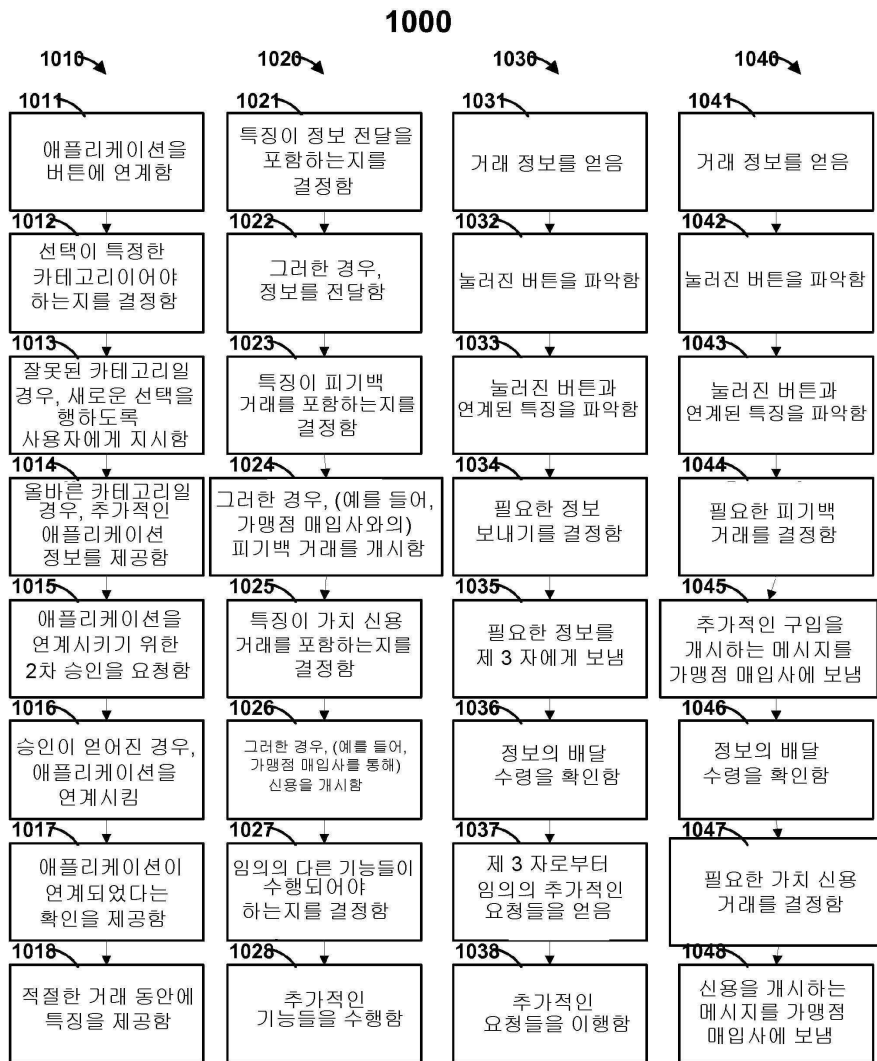 1000
1010
1011
애플리케이션을
버튼에 연계함
1012
선택이 특정한
카테고리이어야
하는지를 결정함
1013
잘못된 카테고리일
경우, 새로운 선택을
행하도록
사용자에게 지시함
1014
올바른 카테고리일
경우, 추가적인
애플리케이션
정보를 제공함
1015
애플리케이션을
연계시키기 위한
2차 승인을 요청함
1016
승인이 얻어진 경우,
애플리케이션을
연계시킴
1017
애플리케이션이
연계되었다는
확인을 제공함
1018
적절한 거래 동안에
특징을 제공함
1020
1021
특징이 정보 전달을
포함하는지를
결정함
1022
그러한 경우,
정보를 전달함
1023
특징이 피기백
거래를 포함하는지를
결정함
1024
그러한 경우, (예를 들어,
가맹점 매입사와의)
피기백 거래를 개시함
1025
특징이 가치 신용
거래를 포함하는지를
결정함
1026
그러한 경우, (예를 들어,
가맹점 매입사를 통해)
신용을 개시함
1027
임의의 다른 기능들이
수행되어야
하는지를 결정함
1028
추가적인
기능들을 수행함
1030
1031
거래 정보를 얻음
1032
눌러진 버튼을 파악함
1033
눌러진 버튼과
연계된 특징을 파악함
1034
필요한 정보
보내기를 결정함
1035
필요한 정보를
제 3 자에게 보냄
1036
정보의 배달
수령을 확인함
1037
제 3 자로부터
임의의 추가적인
요청들을 얻음
1038
추가적인
요청들을 이행함
1040
1041
거래 정보를 얻음
1042
눌러진 버튼을 파악함
1043
눌러진 버튼과
연계된 특징을 파악함
1044
필요한 피기백
거래를 결정함
1045
추가적인 구입을
개시하는 메시지를
가맹점 매입사에 보냄
1046
정보의 배달
수령을 확인함
1047
필요한 가치 신용
거래를 결정함
1048
신용을 개시하는
메시지를 가맹점
매입사에 보냄